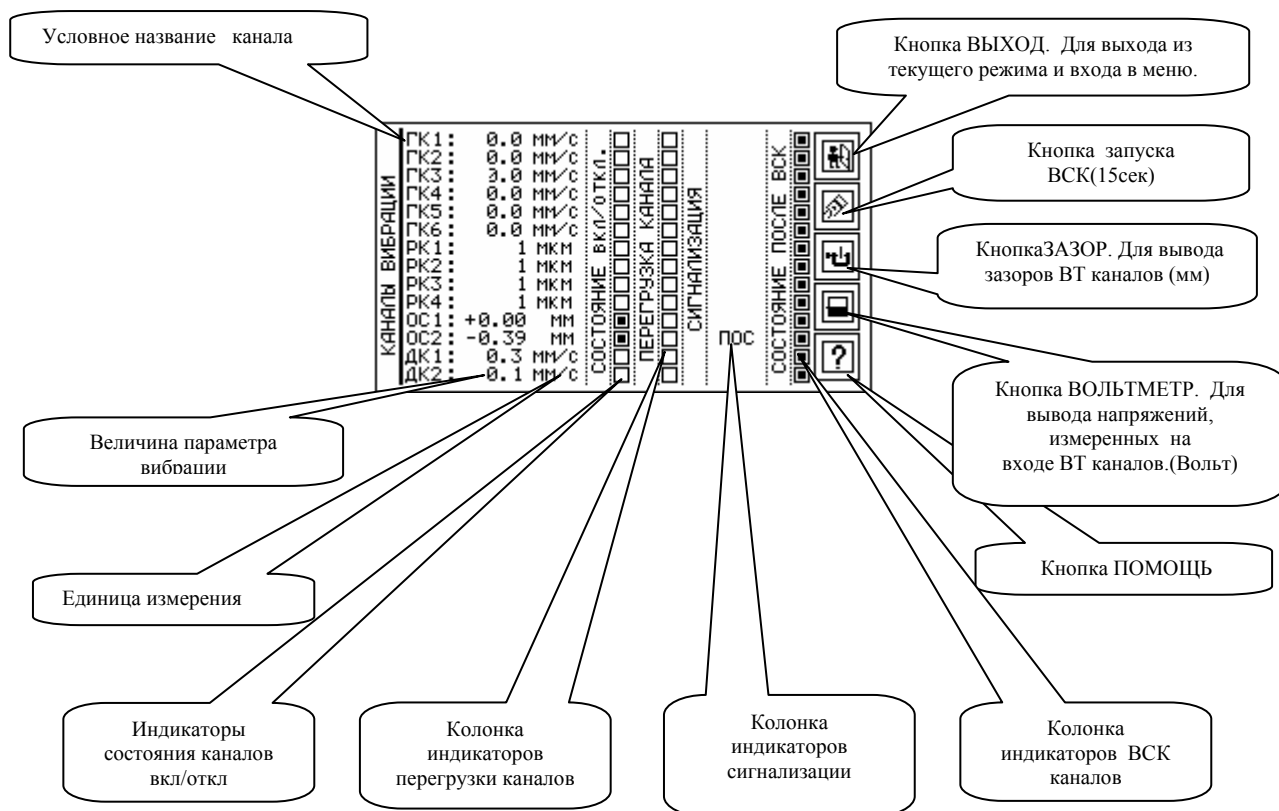 Условное название канала
Кнопка ВЫХОД. Для выхода из
текущего режима и входа в меню.
Кнопка запуска
ВСК(15сек)
КнопкаЗАЗОР. Для вывода
зазоров ВТ каналов (мм)
Кнопка ВОЛЬТМЕТР. Для
вывода напряжений,
измеренных на
входе ВТ каналов.(Вольт)
Кнопка ПОМОЩЬ
КАНАЛЫ ВИБРАЦИИ
ГК1: 0.0 ММ/С
ГК2: 0.0 ММ/С
ГК3: 0.0 ММ/С
ГК4: 0.0 ММ/С
ГК5: 0.0 ММ/С
ГК6: 0.0 ММ/С
РК1: 1 МКМ
РК2: 1 МКМ
РК3: 1 МКМ
РК4: 1 МКМ
ОС1: +0.00 ММ
ОС2: -0.39 ММ
ДК1: 0.3 ММ/С
ДК2: 0.1 ММ/С
СОСТОЯНИЕ ВКЛ/ОТКЛ.
ПЕРЕГРУЗКА КАНАЛА
СИГНАЛИЗАЦИЯ
ПОС
СОСТОЯНИЕ ПОСЛЕ ВСК
?
Величина параметра
вибрации
Единица измерения
Индикаторы
состояния каналов
вкл/откл
Колонка
индикаторов
перегрузки каналов
Колонка
индикаторов
сигнализации
Колонка
индикаторов ВСК
каналов